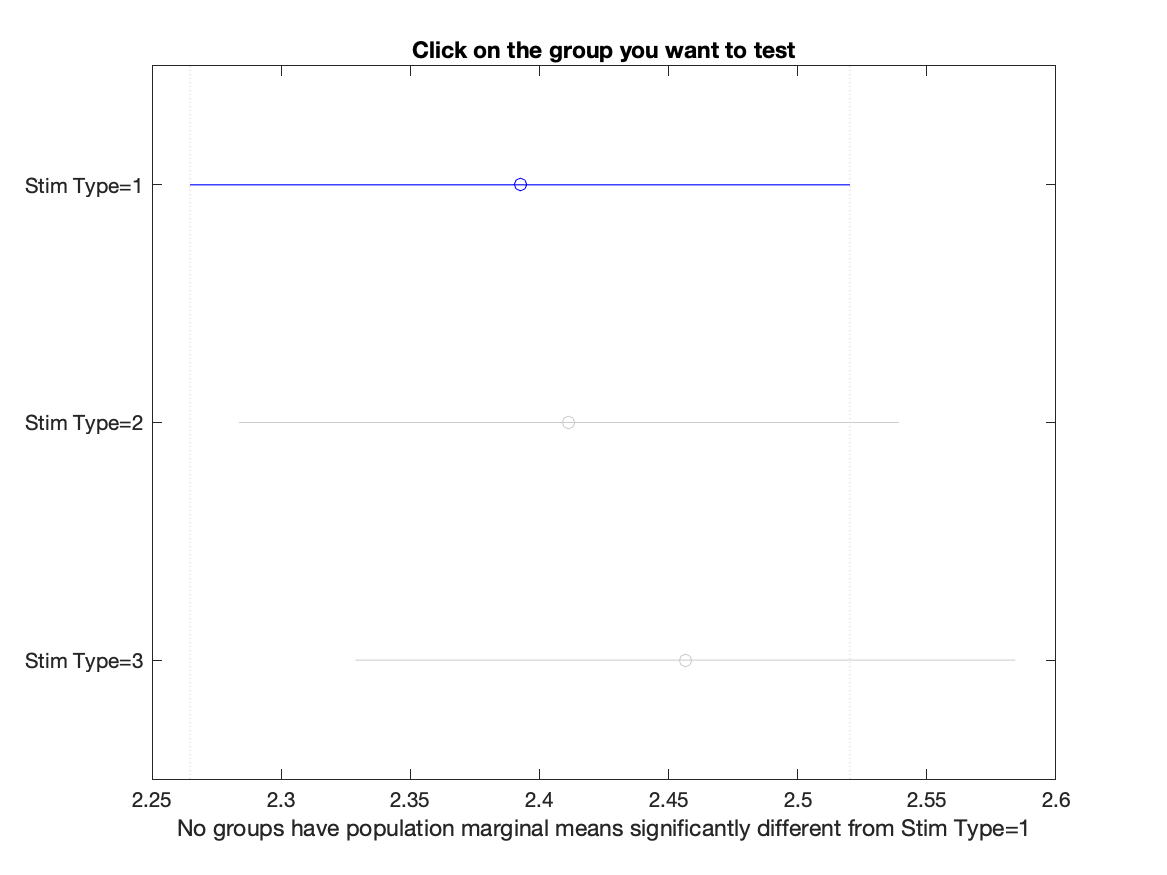 Click on the group you want to test
Stim Type=1
Stim Type=2
Stim Type=3
2.25 2.3 2.35 2.4 2.45 2.5 2.55 2.6
No groups have population marginal means significantly different from Stim Type=1